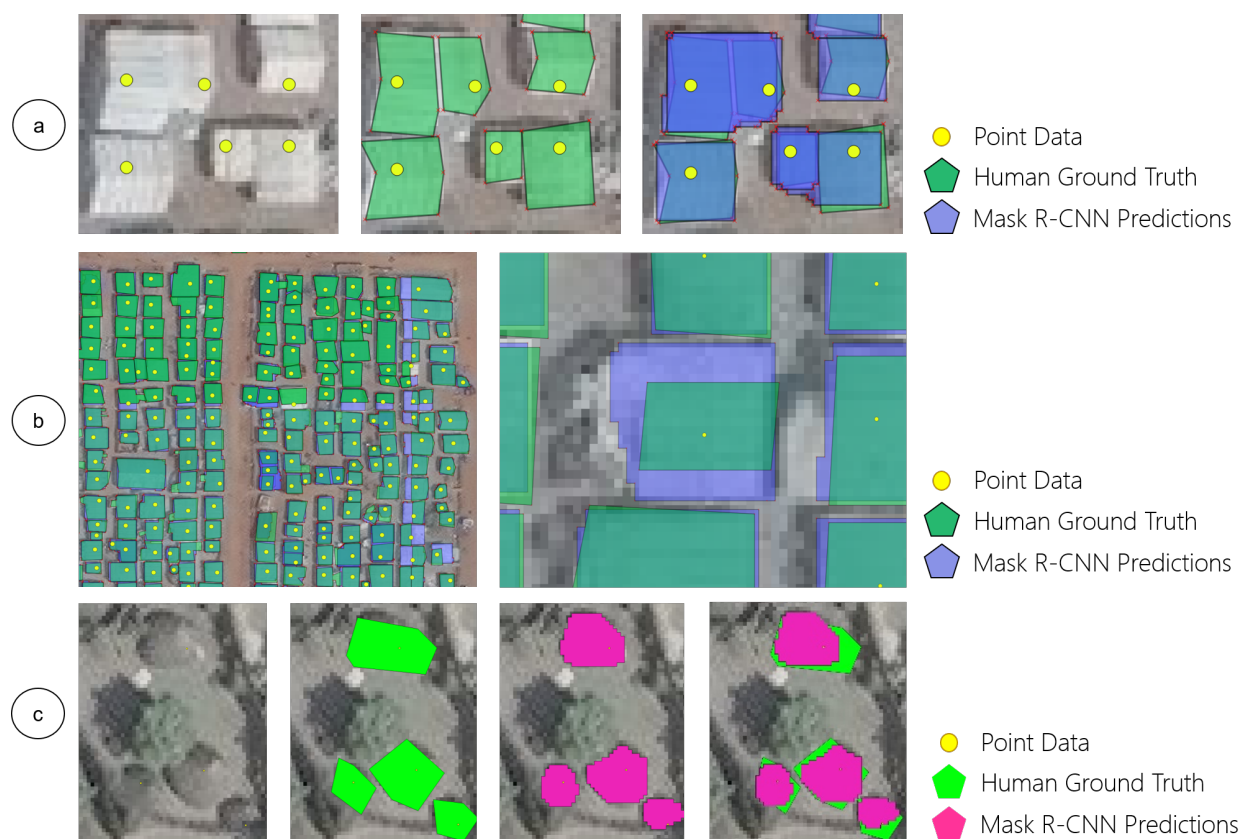 a
Point Data
Human Ground Truth
Mask R-CNN Predictions
b
Point Data
Human Ground Truth
Mask R-CNN Predictions
c
Point Data
Human Ground Truth
Mask R-CNN Predictions